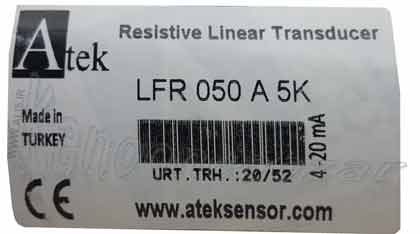 Atek
Resistive Linear Transducer
LFR 050 A 5K
Made in
TURKEY
4-20 mA
URT.TRH.:20/52
CE
www.ateksensor.com